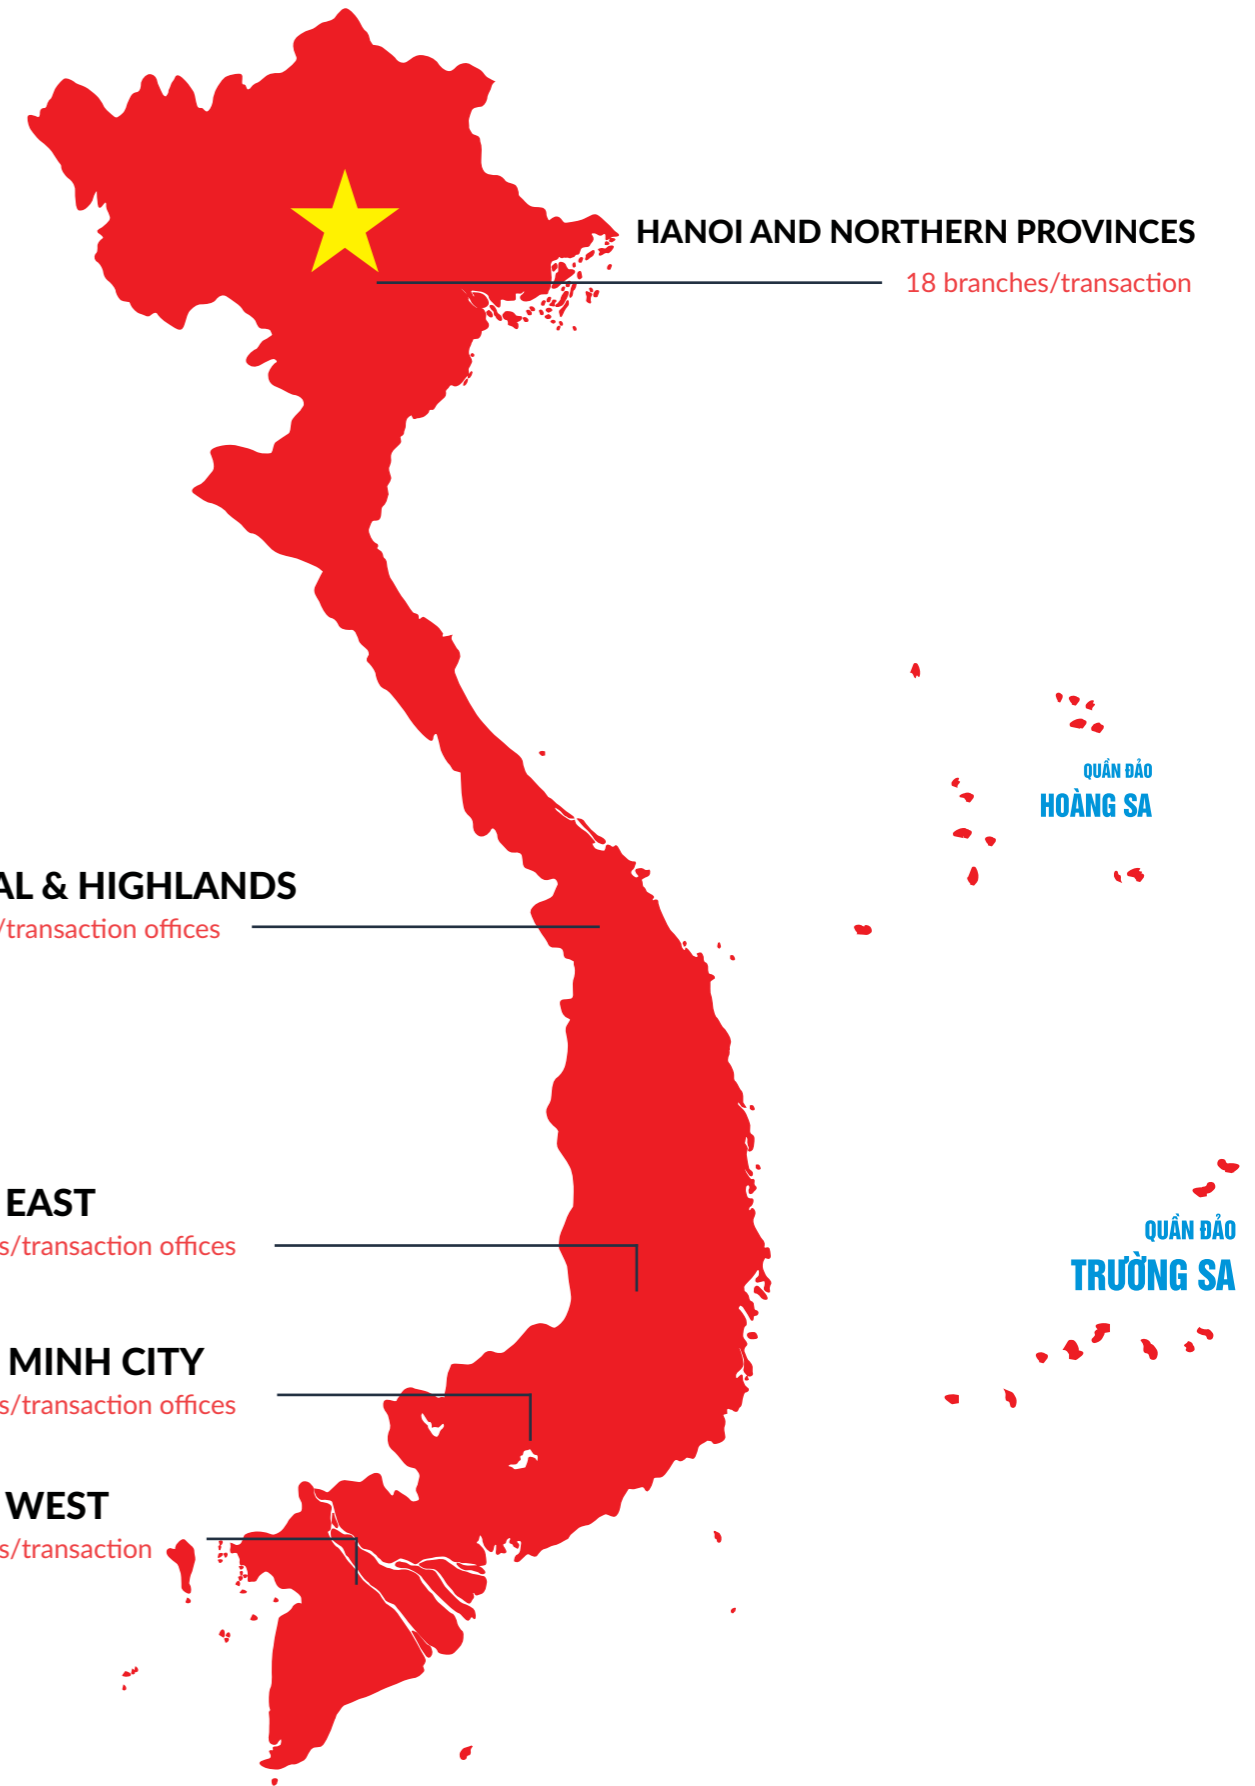 HANOI AND NORTHERN PROVINCES
18 branches/transaction
QUẦN ĐẢO
HOÀNG SA
AL & HIGHLANDS
/transaction offices
EAST
s/transaction offices
QUẦN ĐẢO
TRƯỜNG SA
MINH CITY
s/transaction offices
WEST
s/transaction